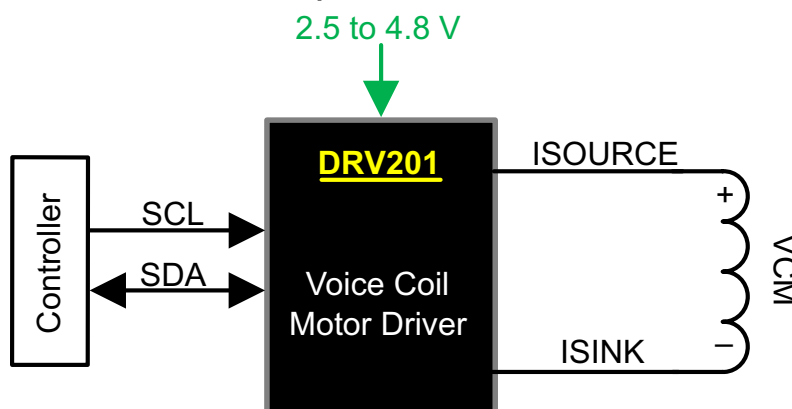 2.5 to 4.8 V
DRV201
ISOURCE
Controller
SCL
SDA
Voice Coil
Motor Driver
+
VCM
–
ISINK